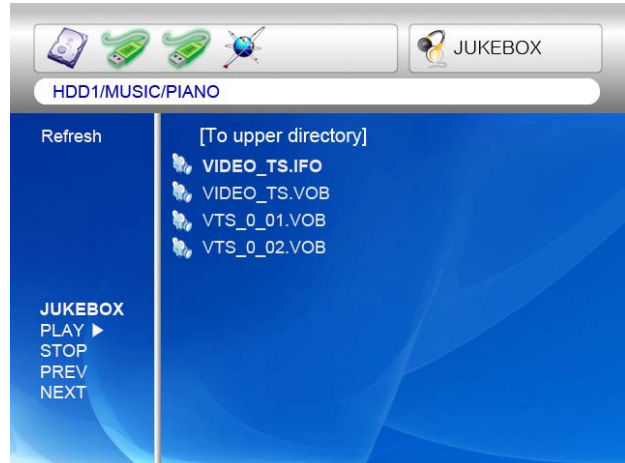 JUKEBOX
HDD1/MUSIC/PIANO
Refresh
[To upper directory]
VIDEO_TS.IFO
VIDEO_TS.VOB
VTS_0_01.VOB
VTS_0_02.VOB
JUKEBOX
PLAY ▶
STOP
PREV
NEXT